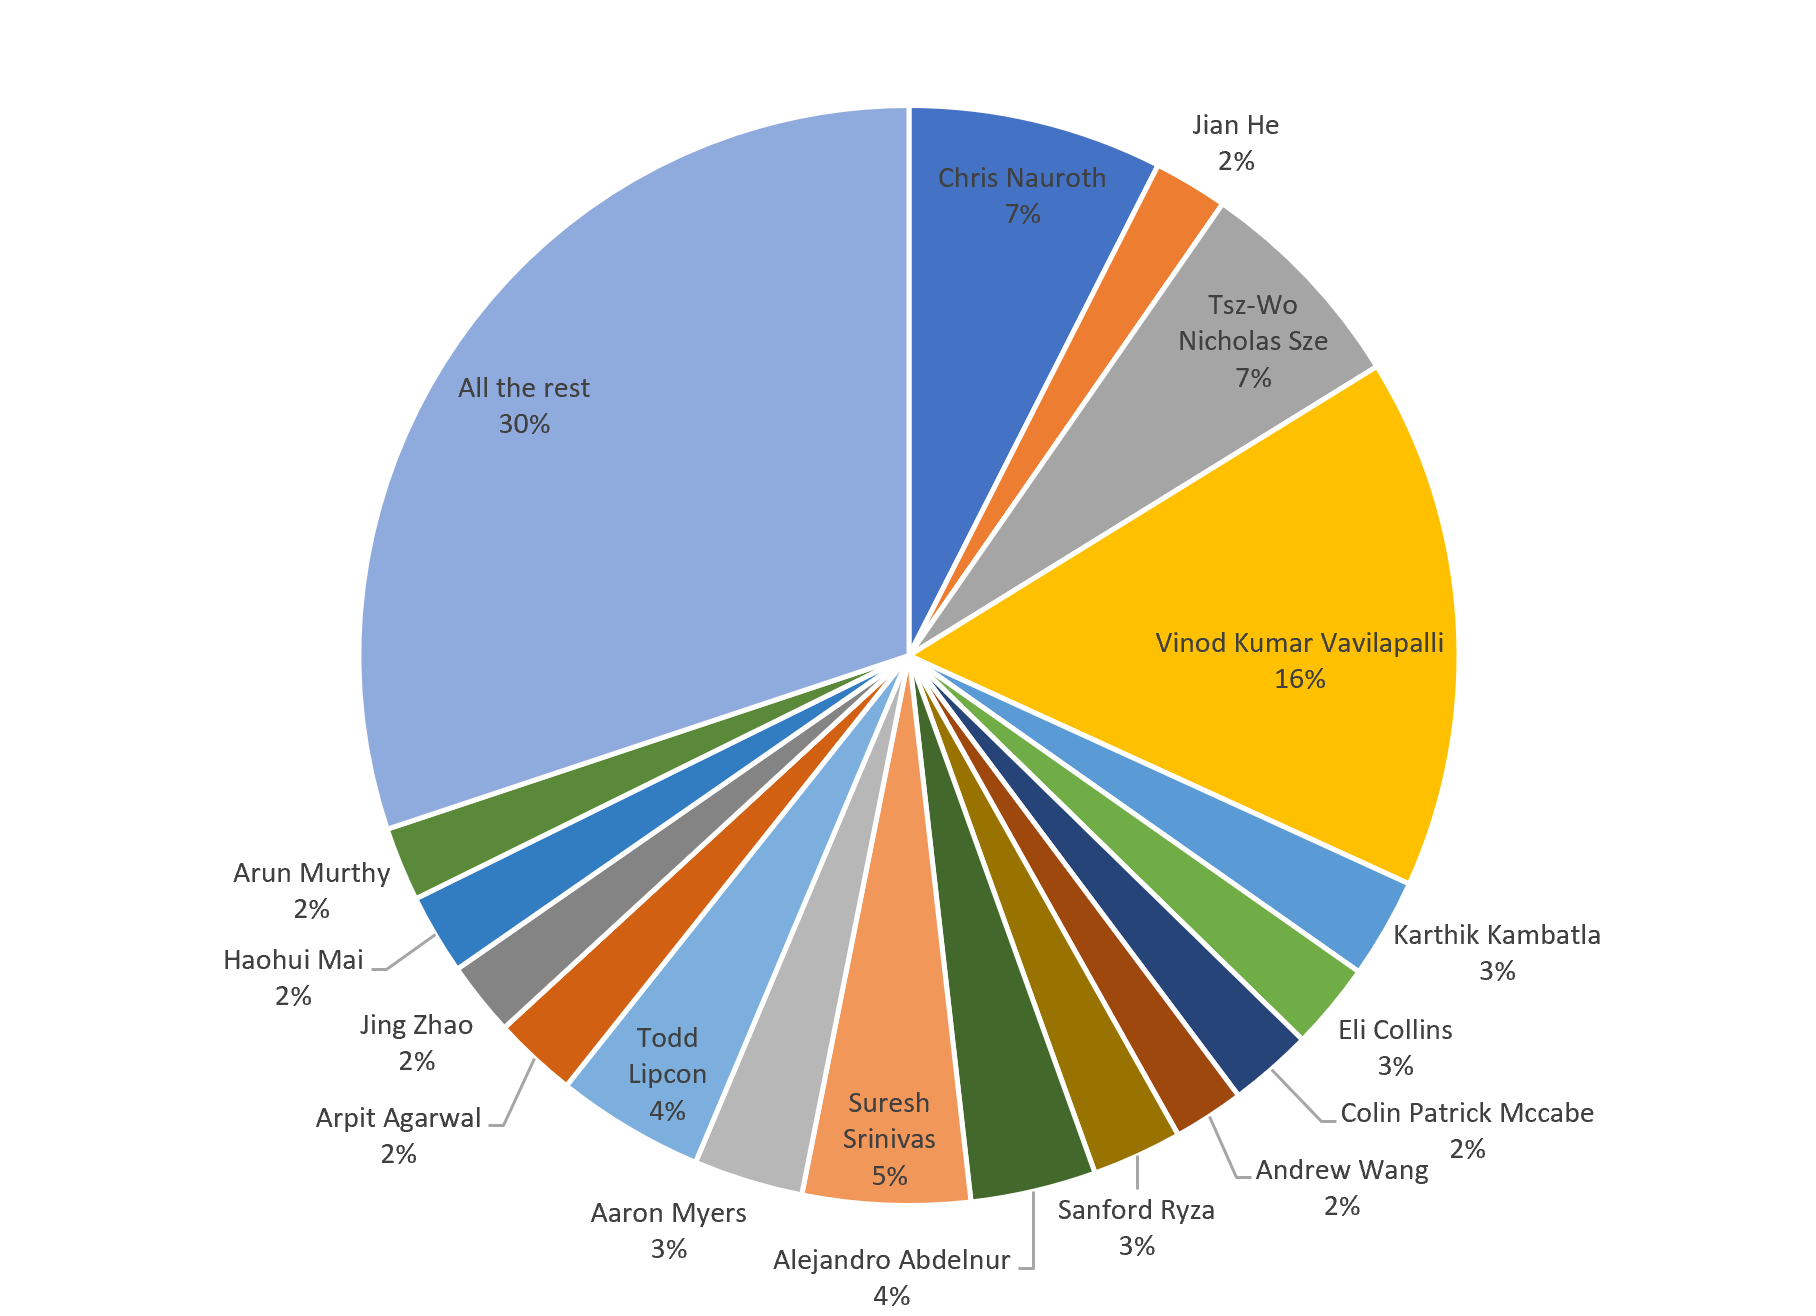 Chris Nauroth
7%
Jian He
2%
Tsz-Wo
Nicholas Sze
7%
Vinod Kumar Vavilapalli
16%
Karthik Kambatla
3%
Eli Collins
3%
Colin Patrick Mccabe
2%
Andrew Wang
2%
Sanford Ryza
3%
Alejandro Abdelnur
4%
Suresh
Srinivas
5%
Aaron Myers
3%
Todd
Lipcon
4%
Arpit Agarwal
2%
Jing Zhao
2%
Haohui Mai
2%
Arun Murthy
2%
All the rest
30%